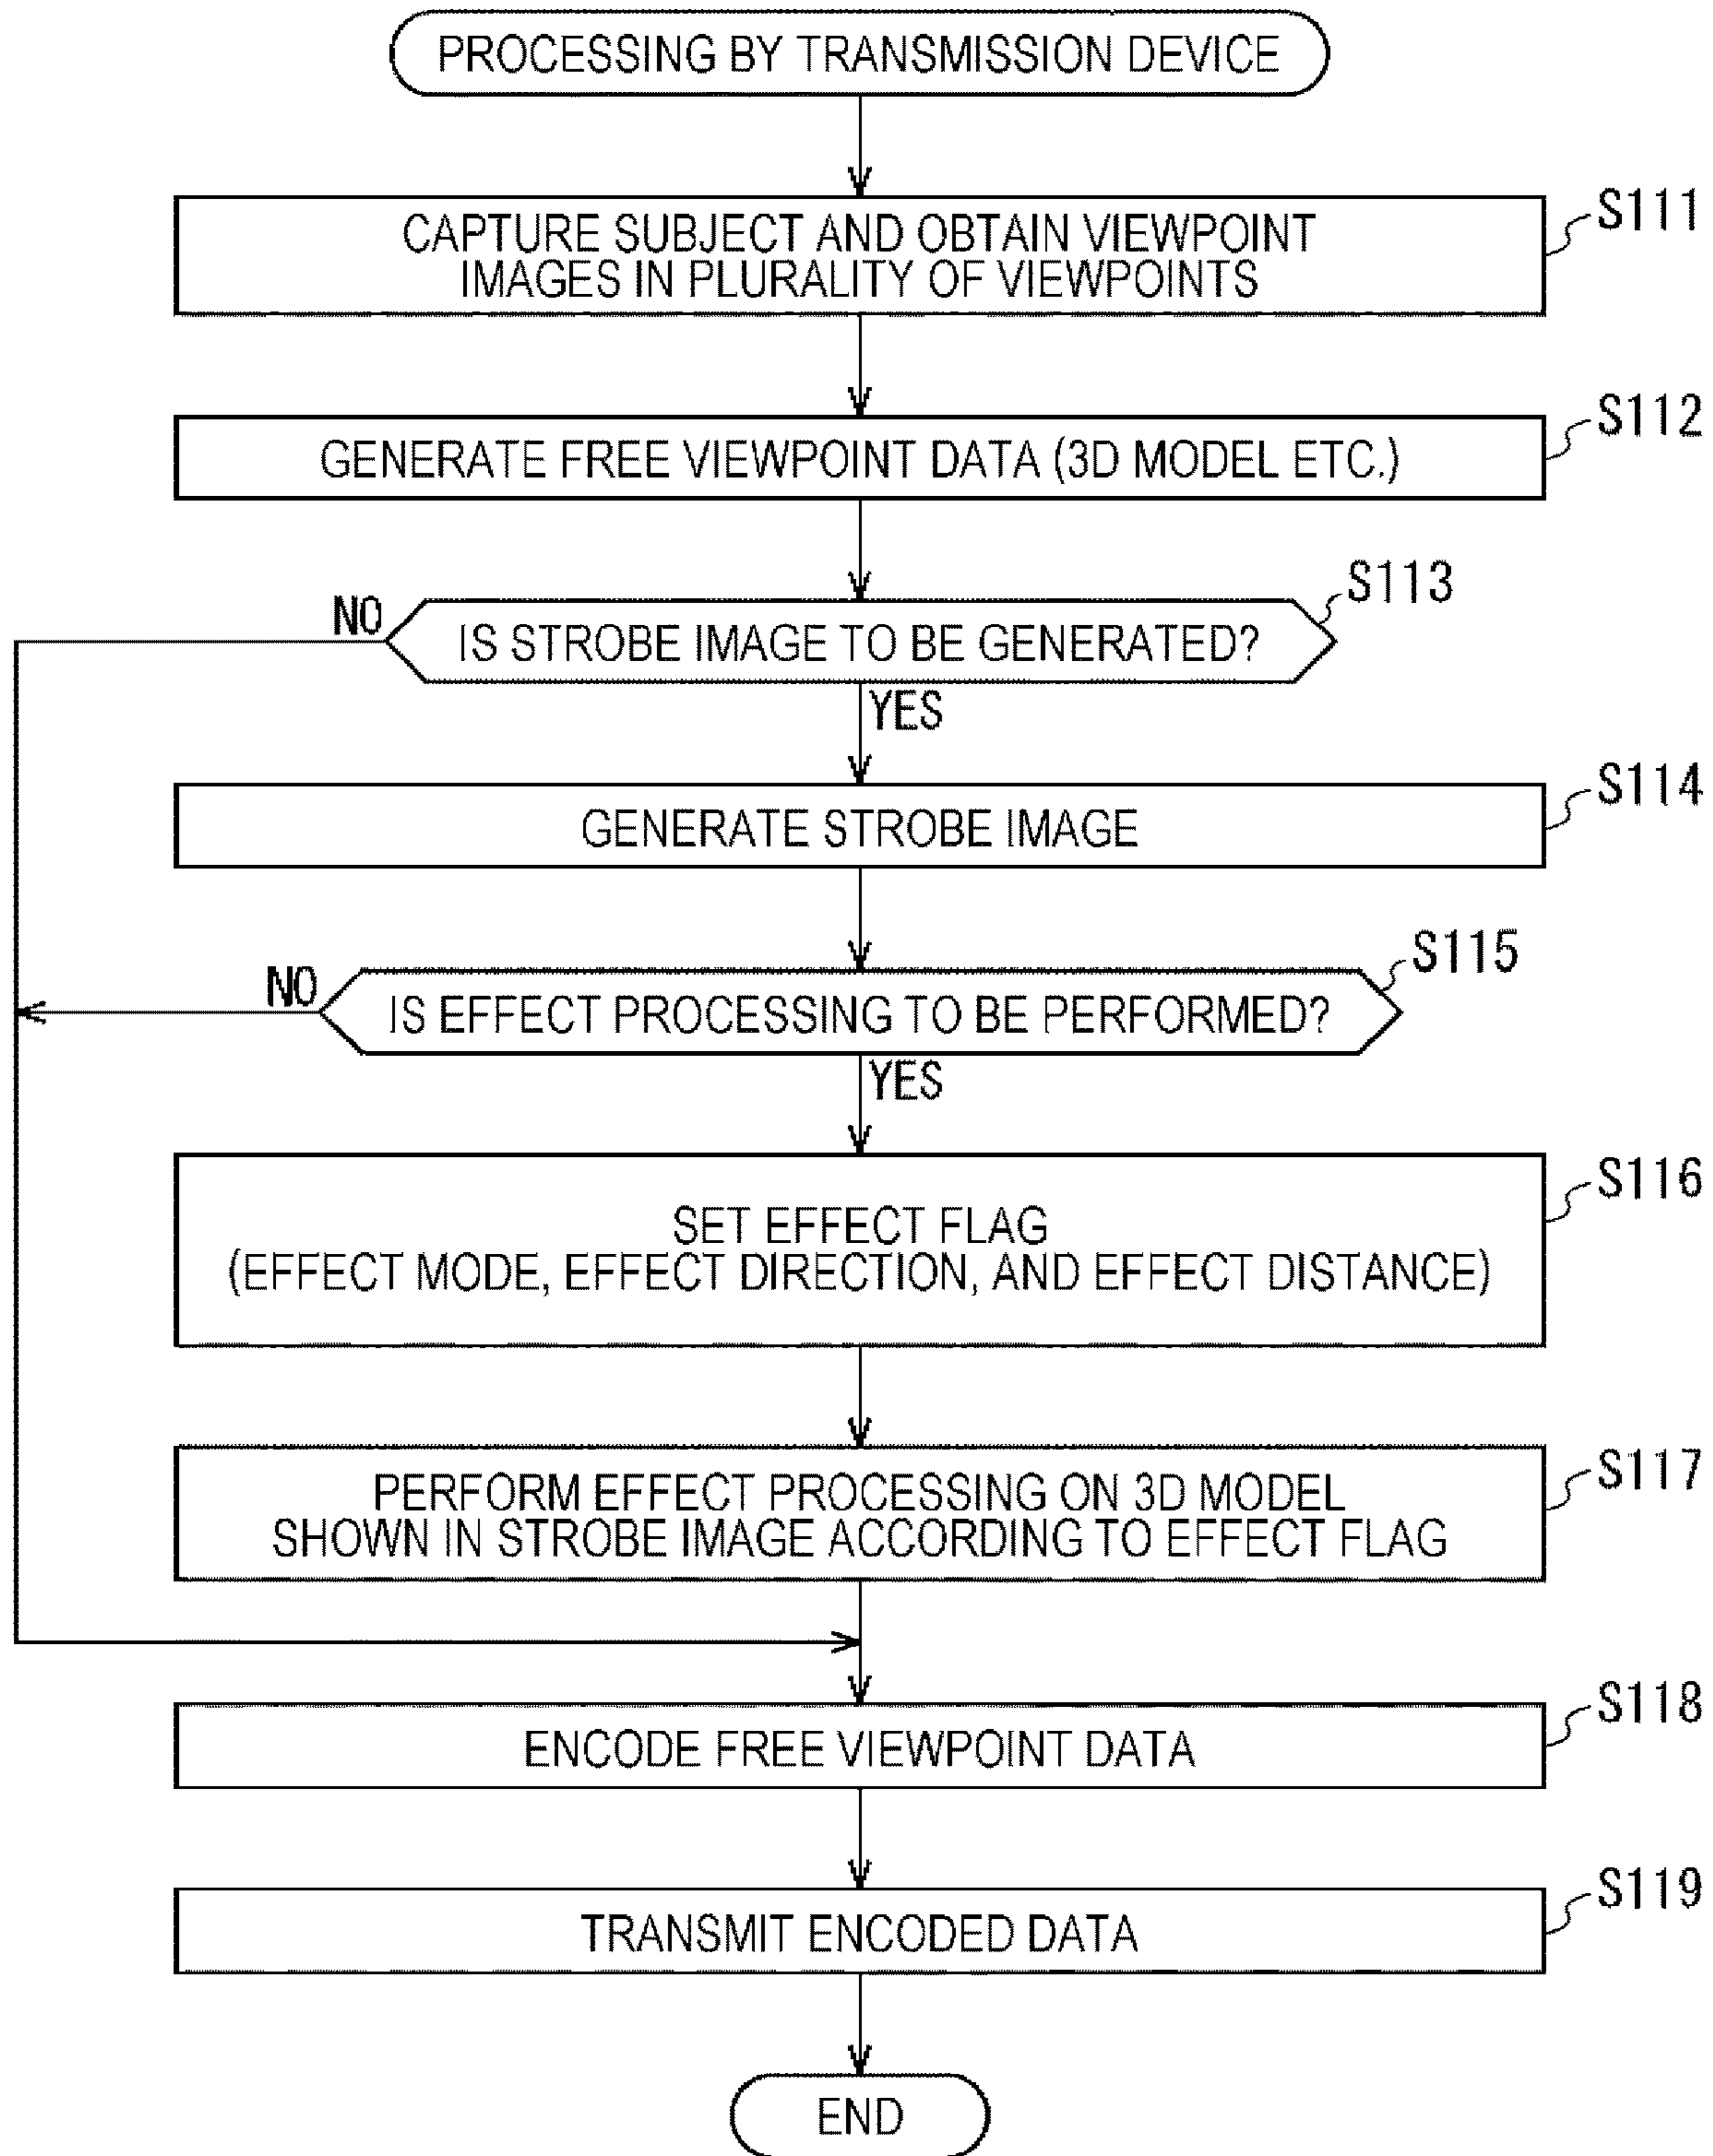 PROCESSING BY TRANSMISSION DEVICE
S111
CAPTURE SUBJECT AND OBTAIN VIEWPOINT
IMAGES IN PLURALITY OF VIEWPOINTS
S112
GENERATE FREE VIEWPOINT DATA (3D MODEL ETC.)
S113
NO
IS STROBE IMAGE TO BE GENERATED?
YES
S114
GENERATE STROBE IMAGE
S115
NO
IS EFFECT PROCESSING TO BE PERFORMED?
YES
S116
SET EFFECT FLAG
(EFFECT MODE, EFFECT DIRECTION, AND EFFECT DISTANCE)
S117
PERFORM EFFECT PROCESSING ON 3D MODEL
SHOWN IN STROBE IMAGE ACCORDING TO EFFECT FLAG
S118
ENCODE FREE VIEWPOINT DATA
S119
TRANSMIT ENCODED DATA
END